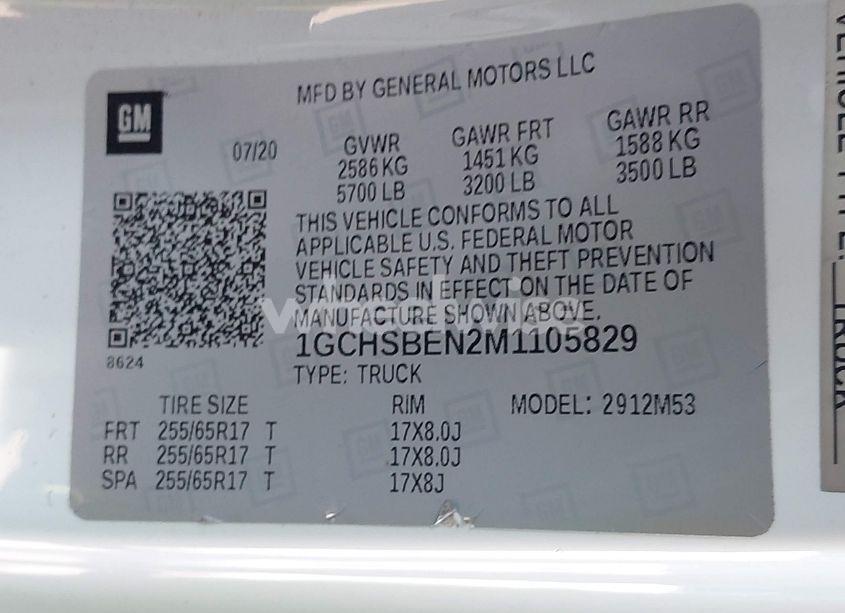 MFD BY GENERAL MOTORS LLC
GM
07/20
GVWR GAWR FRT GAWR RR
2586 KG 1451 KG 1588 KG
5700 LB 3200 LB 3500 LB
THIS VEHICLE CONFORMS TO ALL
APPLICABLE U.S. FEDERAL MOTOR
VEHICLE SAFETY AND THEFT PREVENTION
STANDARDS IN EFFECT ON THE DATE OF
MANUFACTURE SHOWN ABOVE.
8624
1GCHSBEN2M1105829
TYPE: TRUCK
TIRE SIZE RIM MODEL: 2912M53
FRT 255/65R17 T 17X8.0J
RR 255/65R17 T 17X8.0J
SPA 255/65R17 T 17X8J
TRUCK